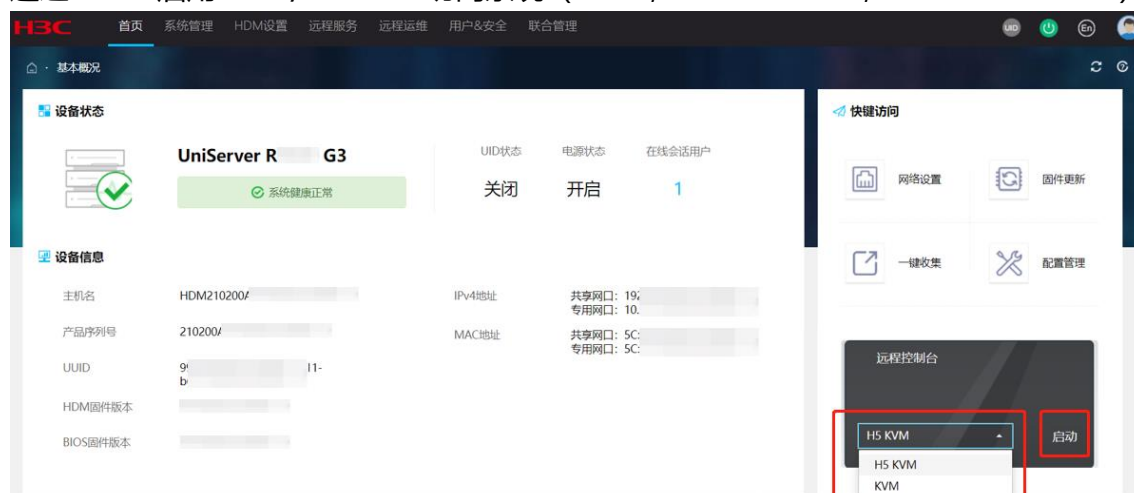 H3C 首页 系统管理 HDM设置 远程服务 远程运维 用户&安全 联合管理 UID En
基本概况
设备状态
UniServer R G3
系统健康正常
UID状态 电源状态 在线会话用户
关闭 开启 1
设备信息
主机名 HDM210200A
产品序列号 210200A
UUID 9 11-
b
HDM固件版本
BIOS固件版本
IPv4地址 共享网口: 192
专用网口: 10.
MAC地址 共享网口: 5C:
专用网口: 5C:
快捷访问
网络设置 固件更新
一键收集 配置管理
远程控制台
H5 KVM 启动
H5 KVM
KVM